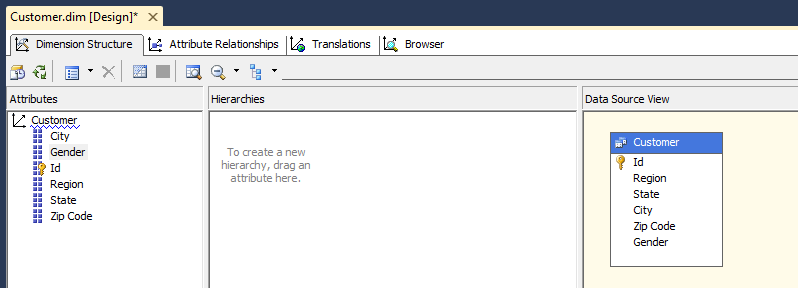 Customer.dim [Design]*
Dimension Structure
Attribute Relationships
Translations
Browser
Attributes
Customer
City
Gender
Id
Region
State
Zip Code
Hierarchies
To create a new
hierarchy, drag an
attribute here.
Data Source View
Customer
Id
Region
State
City
Zip Code
Gender